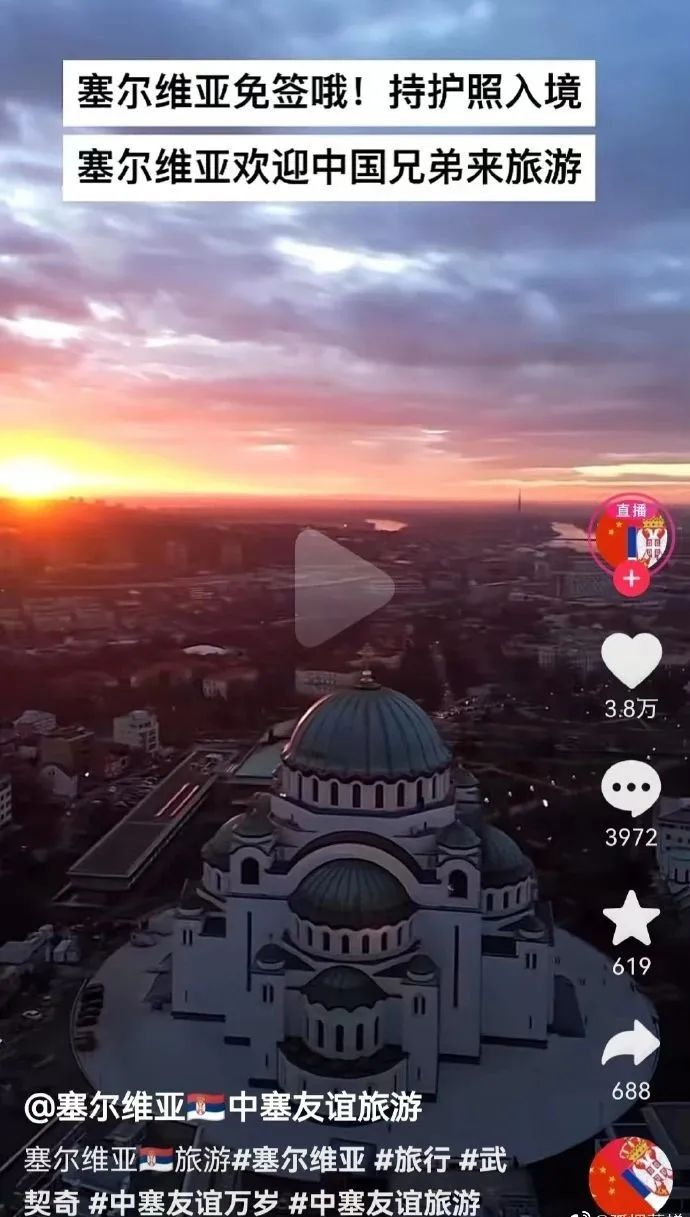 塞尔维亚免签哦！持护照入境
塞尔维亚欢迎中国兄弟来旅游
直播
3.8万
3972
619
688
@塞尔维亚🇷🇸中塞友谊旅游
塞尔维亚🇷🇸旅游#塞尔维亚 #旅行 #武
契奇 #中塞友谊万岁 #中塞友谊旅游